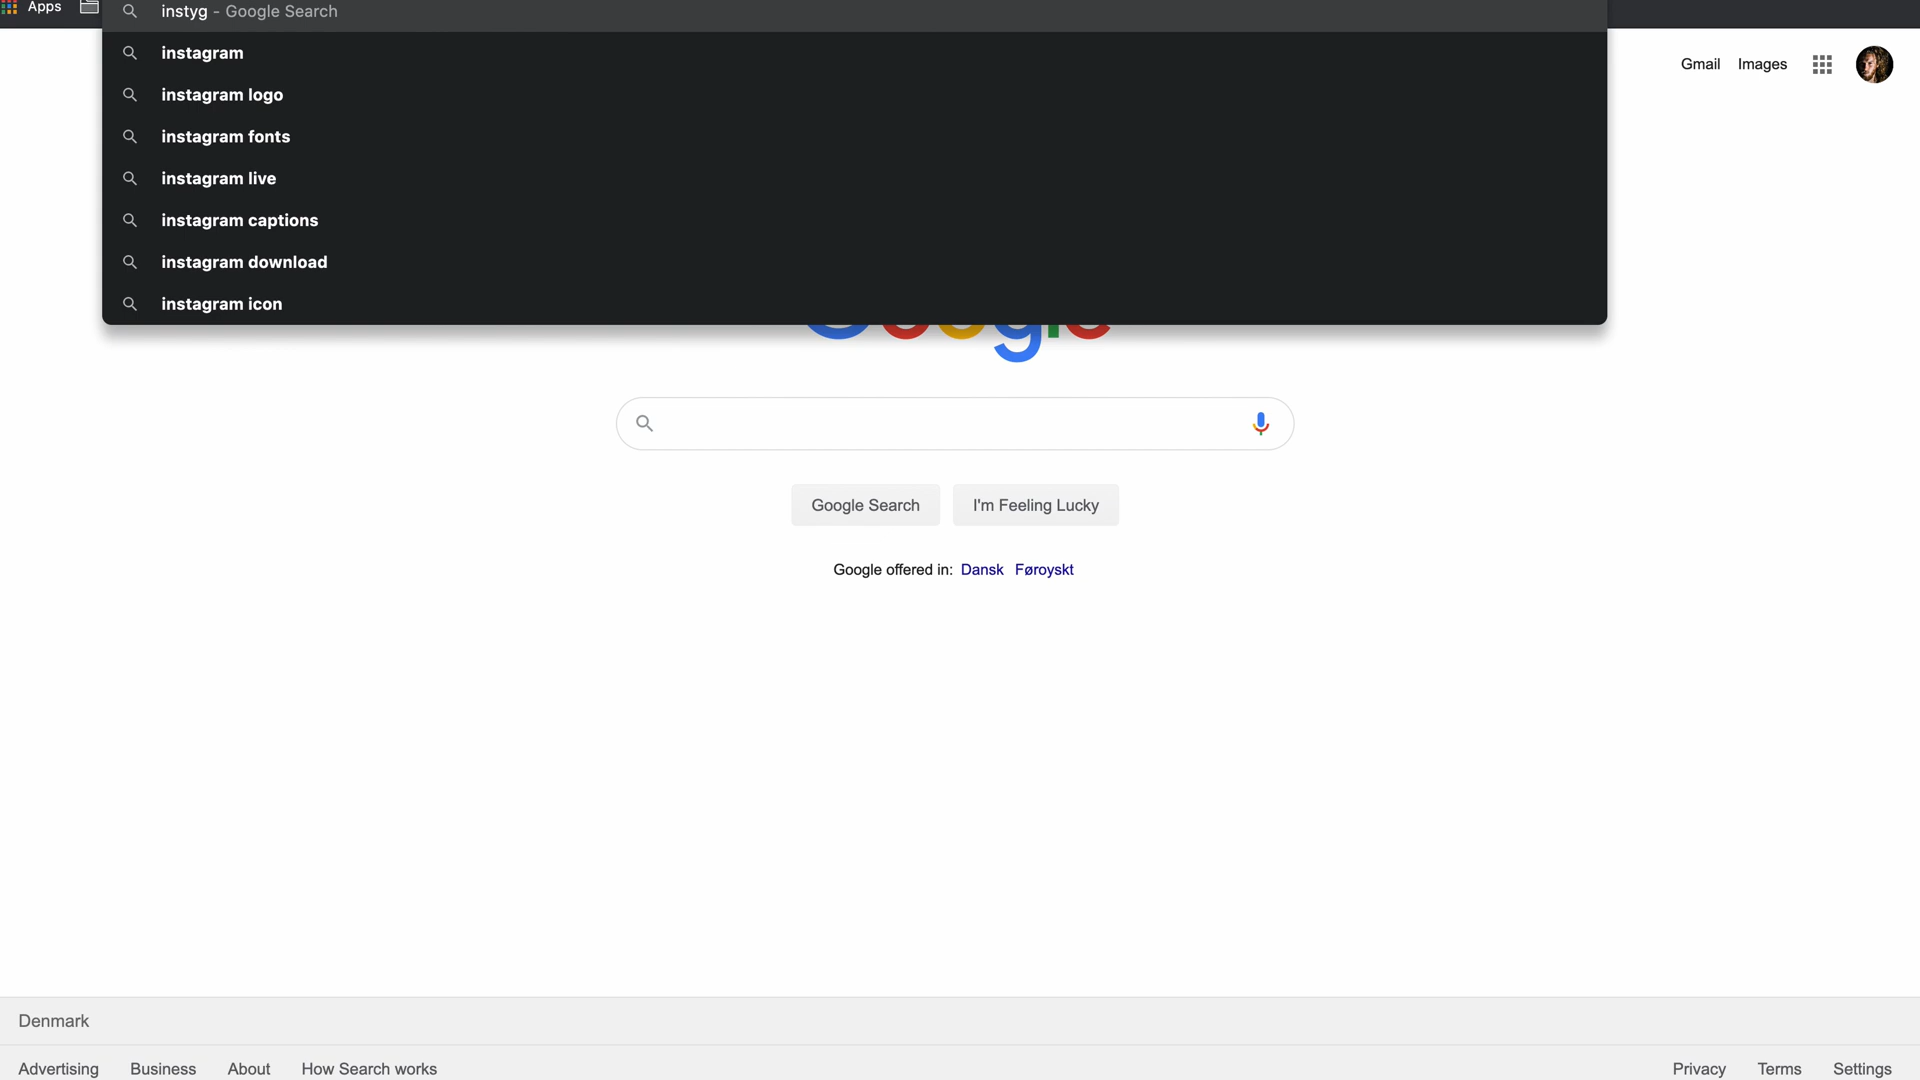 Apps
instyg - Google Search
instagram
Gmail Images
instagram logo
instagram fonts
instagram live
instagram captions
instagram download
instagram icon
Google
Google Search I'm Feeling Lucky
Google offered in: Dansk Føroyskt
Denmark
Advertising Business About How Search works Privacy Terms Settings